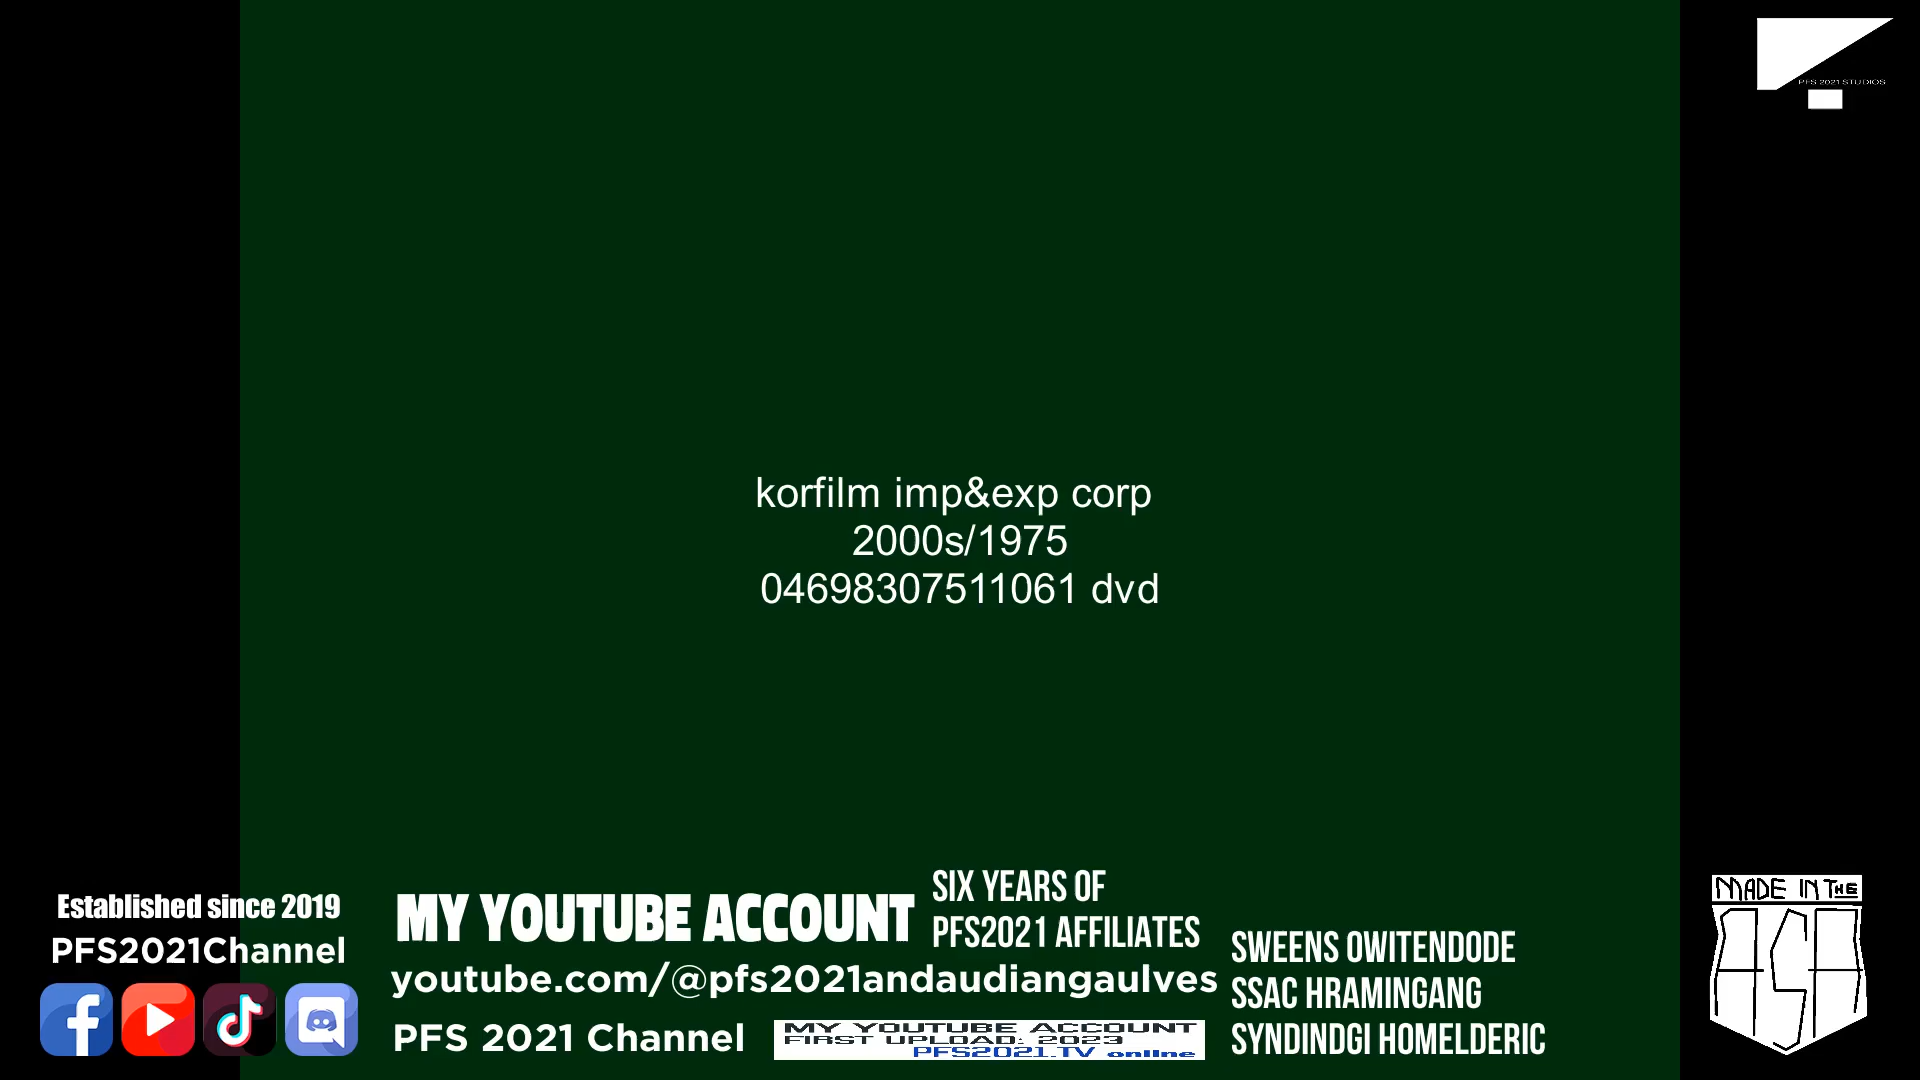 PFS 2021 STUDIOS
korfilm imp&exp corp
2000s/1975
04698307511061 dvd
Established since 2019
PFS2021Channel
MY YOUTUBE ACCOUNT
SIX YEARS OF
PFS2021 AFFILIATES
youtube.com/@pfs2021andaudiangaulves
PFS 2021 Channel
MY YOUTUBE ACCOUNT
FIRST UPLOAD: 2023
PFS2021.TV online
SWEENS OWITENDODE
SSAC HRAMINGANG
SYNDINDGI HOMELDERIC
MADE IN THE